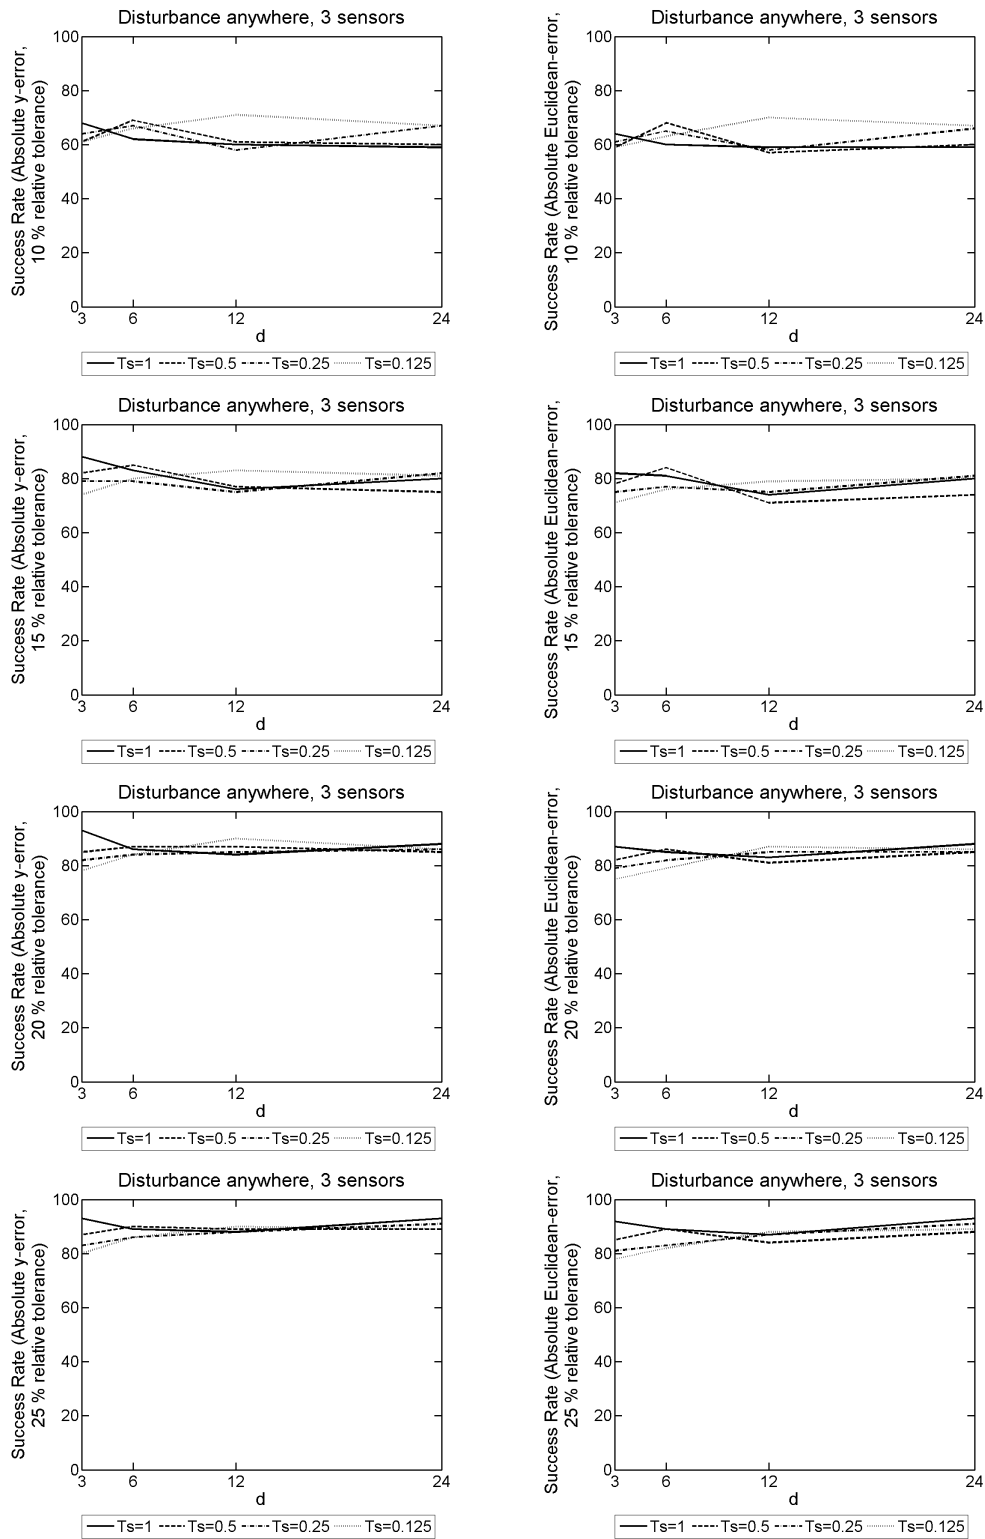 Disturbance anywhere, 3 sensors
Success Rate (Absolute y-error,
10 % relative tolerance)
100
80
60
40
20
0
3 6 12 24
d
Ts=1 Ts=0.5 Ts=0.25 Ts=0.125
Disturbance anywhere, 3 sensors
Success Rate (Absolute Euclidean-error,
10 % relative tolerance)
100
80
60
40
20
0
3 6 12 24
d
Ts=1 Ts=0.5 Ts=0.25 Ts=0.125
Disturbance anywhere, 3 sensors
Success Rate (Absolute y-error,
15 % relative tolerance)
100
80
60
40
20
0
3 6 12 24
d
Ts=1 Ts=0.5 Ts=0.25 Ts=0.125
Disturbance anywhere, 3 sensors
Success Rate (Absolute Euclidean-error,
15 % relative tolerance)
100
80
60
40
20
0
3 6 12 24
d
Ts=1 Ts=0.5 Ts=0.25 Ts=0.125
Disturbance anywhere, 3 sensors
Success Rate (Absolute y-error,
20 % relative tolerance)
100
80
60
40
20
0
3 6 12 24
d
Ts=1 Ts=0.5 Ts=0.25 Ts=0.125
Disturbance anywhere, 3 sensors
Success Rate (Absolute Euclidean-error,
20 % relative tolerance)
100
80
60
40
20
0
3 6 12 24
d
Ts=1 Ts=0.5 Ts=0.25 Ts=0.125
Disturbance anywhere, 3 sensors
Success Rate (Absolute y-error,
25 % relative tolerance)
100
80
60
40
20
0
3 6 12 24
d
Ts=1 Ts=0.5 Ts=0.25 Ts=0.125
Disturbance anywhere, 3 sensors
Success Rate (Absolute Euclidean-error,
25 % relative tolerance)
100
80
60
40
20
0
3 6 12 24
d
Ts=1 Ts=0.5 Ts=0.25 Ts=0.125